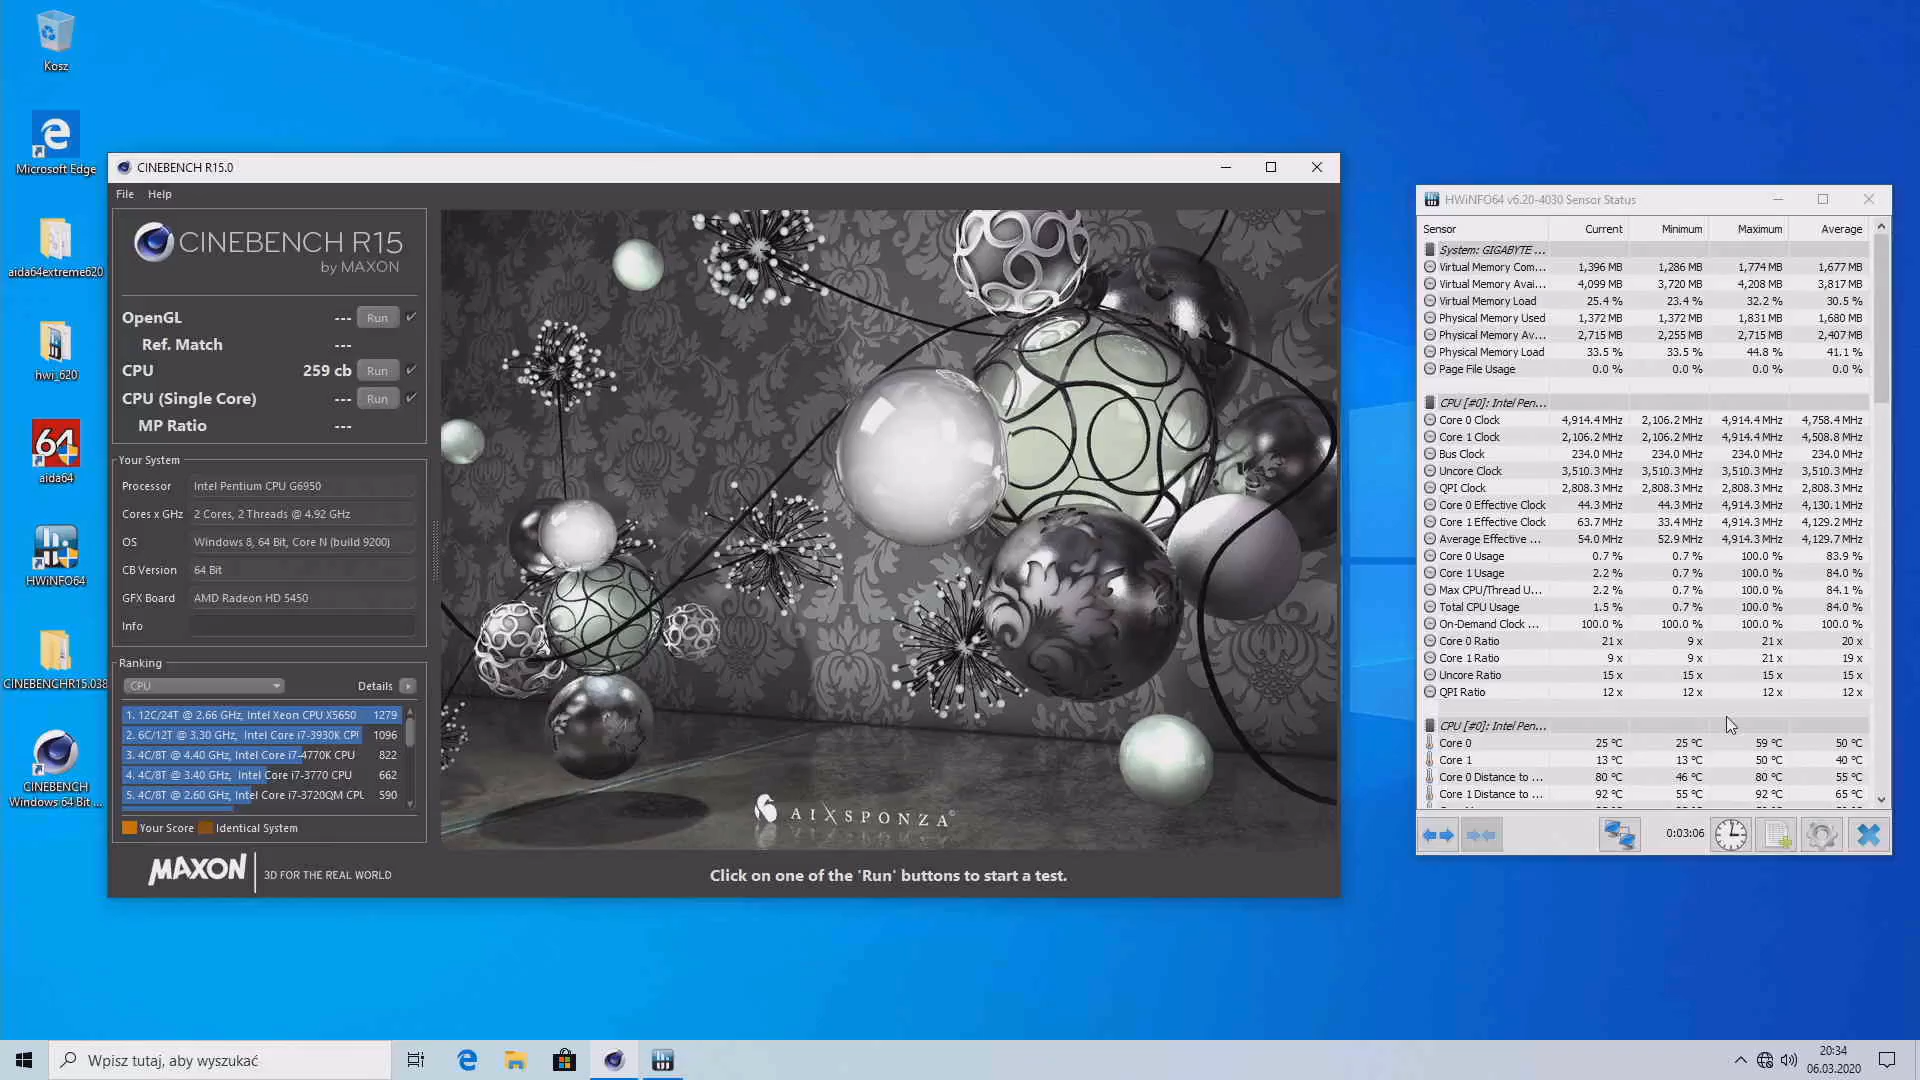 Kosz
Microsoft Edge
aida64extreme620
hwi_620
64
aida64
HWiNFO64
CINEBENCHR15.038
CINEBENCH
Windows 64 Bit ...
CINEBENCH R15.0
File Help
CINEBENCH R15
by MAXON
OpenGL --- Run
Ref. Match ---
CPU 259 cb Run
CPU (Single Core) --- Run
MP Ratio ---
Your System
Processor Intel Pentium CPU G6950
Cores x GHz 2 Cores, 2 Threads @ 4.92 GHz
OS Windows 8, 64 Bit, Core N (build 9200)
CB Version 64 Bit
GFX Board AMD Radeon HD 5450
Info
Ranking
CPU Details
1. 12C/24T @ 2.66 GHz, Intel Xeon CPU X5650 1279
2. 6C/12T @ 3.30 GHz, Intel Core i7-3930K CPU 1096
3. 4C/8T @ 4.40 GHz, Intel Core i7-4770K CPU 822
4. 4C/8T @ 3.40 GHz, Intel Core i7-3770 CPU 662
5. 4C/8T @ 2.60 GHz, Intel Core i7-3720QM CPU 590
Your Score Identical System
MAXON 3D FOR THE REAL WORLD
AIXSPONZA©
Click on one of the 'Run' buttons to start a test.
HWiNFO64 v6.20-4030 Sensor Status
Sensor Current Minimum Maximum Average
System: GIGABYTE ...
Virtual Memory Com... 1,396 MB 1,286 MB 1,774 MB 1,677 MB
Virtual Memory Avai... 4,099 MB 3,720 MB 4,208 MB 3,817 MB
Virtual Memory Load 25.4 % 23.4 % 32.2 % 30.5 %
Physical Memory Used 1,372 MB 1,372 MB 1,831 MB 1,680 MB
Physical Memory Av... 2,715 MB 2,255 MB 2,715 MB 2,407 MB
Physical Memory Load 33.5 % 33.5 % 44.8 % 41.1 %
Page File Usage 0.0 % 0.0 % 0.0 % 0.0 %
CPU [#0]: Intel Pen...
Core 0 Clock 4,914.4 MHz 2,106.2 MHz 4,914.4 MHz 4,758.4 MHz
Core 1 Clock 2,106.2 MHz 2,106.2 MHz 4,914.4 MHz 4,508.8 MHz
Bus Clock 234.0 MHz 234.0 MHz 234.0 MHz 234.0 MHz
Uncore Clock 3,510.3 MHz 3,510.3 MHz 3,510.3 MHz 3,510.3 MHz
QPI Clock 2,808.3 MHz 2,808.3 MHz 2,808.3 MHz 2,808.3 MHz
Core 0 Effective Clock 44.3 MHz 44.3 MHz 4,914.3 MHz 4,130.1 MHz
Core 1 Effective Clock 63.7 MHz 33.4 MHz 4,914.3 MHz 4,129.2 MHz
Average Effective ... 54.0 MHz 52.9 MHz 4,914.3 MHz 4,129.7 MHz
Core 0 Usage 0.7 % 0.7 % 100.0 % 83.9 %
Core 1 Usage 2.2 % 0.7 % 100.0 % 84.0 %
Max CPU/Thread U... 2.2 % 0.7 % 100.0 % 84.1 %
Total CPU Usage 1.5 % 0.7 % 100.0 % 84.0 %
On-Demand Clock ... 100.0 % 100.0 % 100.0 % 100.0 %
Core 0 Ratio 21 x 9 x 21 x 20 x
Core 1 Ratio 9 x 9 x 21 x 19 x
Uncore Ratio 15 x 15 x 15 x 15 x
QPI Ratio 12 x 12 x 12 x 12 x
CPU [#0]: Intel Pen...
Core 0 25 °C 25 °C 59 °C 50 °C
Core 1 13 °C 13 °C 50 °C 40 °C
Core 0 Distance to ... 80 °C 46 °C 80 °C 55 °C
Core 1 Distance to ... 92 °C 55 °C 92 °C 65 °C
0:03:06
Wpisz tutaj, aby wyszukać
20:34
06.03.2020